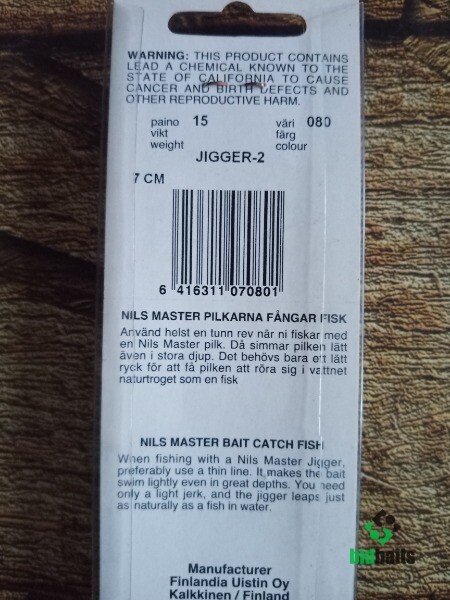 WARNING: THIS PRODUCT CONTAINS
LEAD A CHEMICAL KNOWN TO THE
STATE OF CALIFORNIA TO CAUSE
CANCER AND BIRTH DEFECTS AND
OTHER REPRODUCTIVE HARM.
paino 15 väri 080
vikt färg
weight colour
JIGGER-2
7 CM
6 416311 070801
NILS MASTER PILKARNA FÅNGAR FISK
Använd helst en tunn rev när ni fiskar med
en Nils Master pilk. Då simmar pilken lätt
även i stora djup. Det behövs bara ett lätt
ryck för att få pilken att röra sig i vattnet
naturtroget som en fisk
NILS MASTER BAIT CATCH FISH
When fishing with a Nils Master Jigger,
preferably use a thin line. It makes the bait
swim lightly even in great depths. You need
only a light jerk, and the jigger leaps just
as naturally as a fish in water.
bigbaits
Manufacturer
Finlandia Uistin Oy
Kalkkinen / Finland